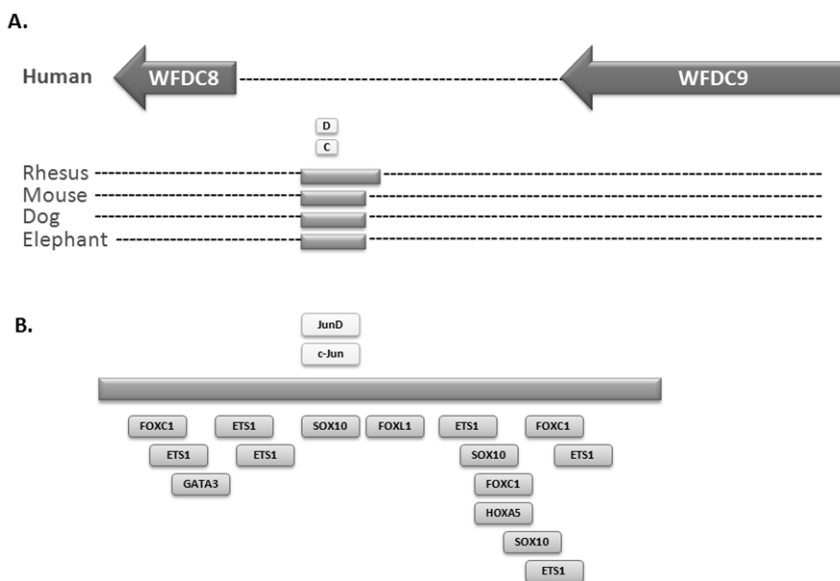 A.
Human WFDC8 WFDC9
D
C
Rhesus
Mouse
Dog
Elephant
B.
JunD
c-Jun
FOXC1 ETS1 SOX10 FOXL1 ETS1 FOXC1
ETS1 ETS1 SOX10 ETS1
GATA3 FOXC1
HOXA5
SOX10
ETS1